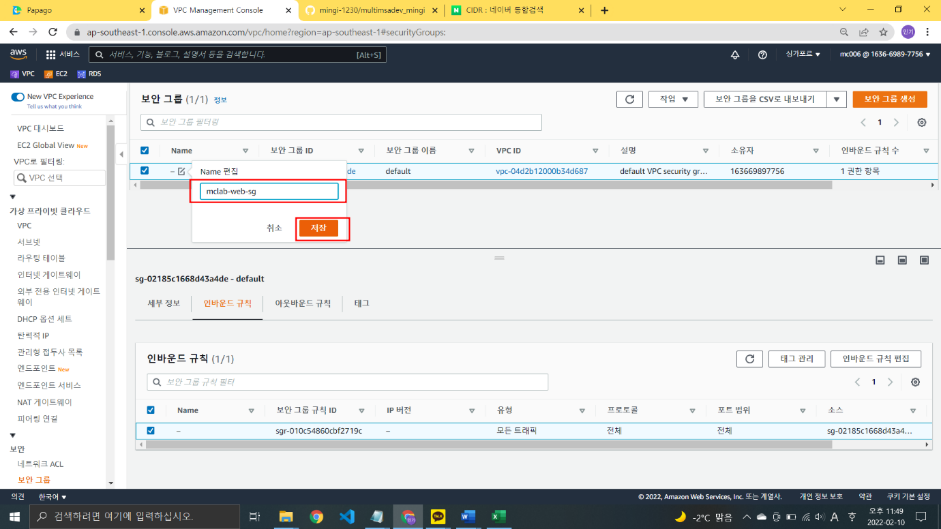 Papago
VPC Management Console
mingi-1230/multimsadev_mingi
CIDR : 네이버 통합검색
ap-southeast-1.console.aws.amazon.com/vpc/home?region=ap-southeast-1#securityGroups:
aws
서비스
서비스, 기능, 블로그, 설명서 등을 검색합니다.
[Alt+S]
싱가포르
mc006 @ 1636-6989-7756
VPC
EC2
RDS
New VPC Experience
Tell us what you think
VPC 대시보드
EC2 Global View New
VPC로 필터링:
VPC 선택
가상 프라이빗 클라우드
VPC
서브넷
라우팅 테이블
인터넷 게이트웨이
외부 전용 인터넷 게이트
웨이
DHCP 옵션 세트
탄력적 IP
관리형 접두사 목록
엔드포인트 New
엔드포인트 서비스
NAT 게이트웨이
피어링 연결
보안
네트워크 ACL
보안 그룹
보안 그룹 (1/1) 정보
작업
보안 그룹을 CSV로 내보내기
보안 그룹 생성
보안 그룹 필터링
1
Name
보안 그룹 ID
보안 그룹 이름
VPC ID
설명
소유자
인바운드 규칙 수
–
de
default
vpc-04d2b12000b34d687
default VPC security gr...
163669897756
1 권한 항목
Name 편집
mclab-web-sg
취소
저장
sg-02185c1668d43a4de - default
세부 정보
인바운드 규칙
아웃바운드 규칙
태그
인바운드 규칙 (1/1)
태그 관리
인바운드 규칙 편집
보안 그룹 규칙 필터
1
Name
보안 그룹 규칙 ID
IP 버전
유형
프로토콜
포트 범위
소스
–
sgr-010c54860cbf2719c
–
모든 트래픽
전체
전체
sg-02185c1668d43a4...
의견
한국어
© 2022, Amazon Web Services, Inc. 또는 계열사.
개인 정보 보호
약관
쿠키 기본 설정
검색하려면 여기에 입력하십시오.
-2°C 맑음
A
오후 11:49
2022-02-10